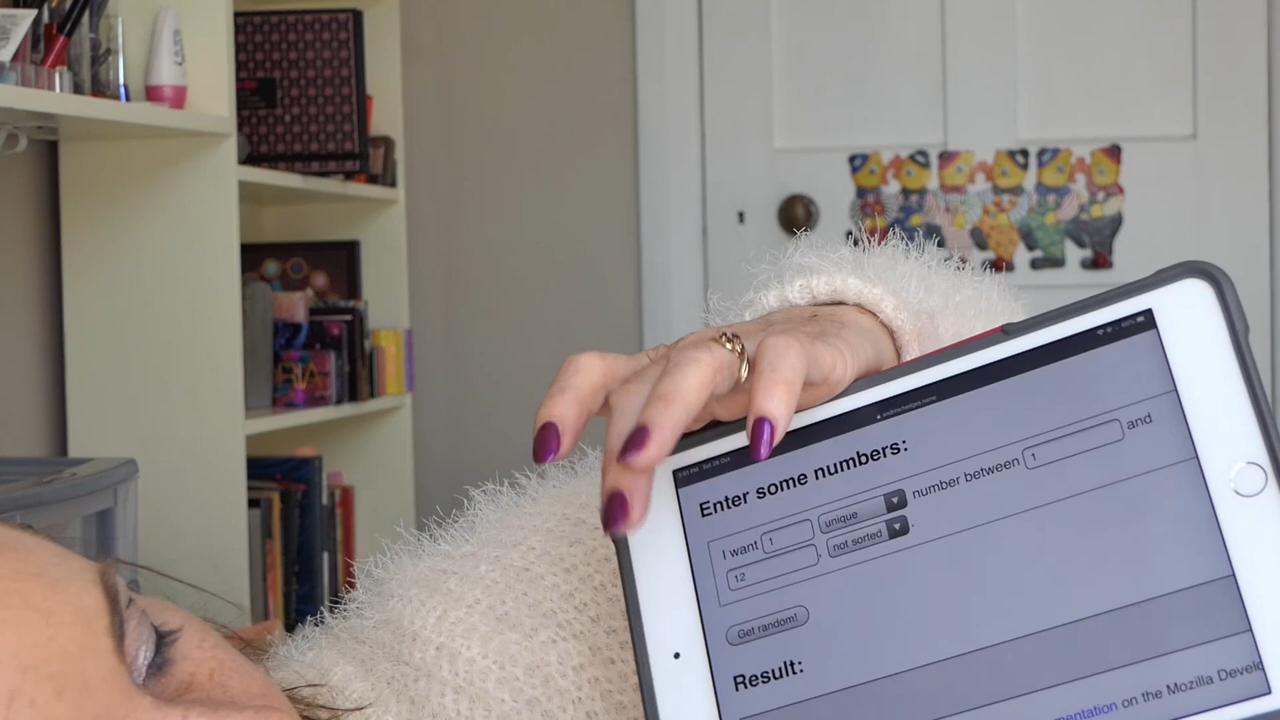 Enter some numbers:
I want 1 unique number between 1 and
12 . not sorted .
Get random!
Result:
mentation on the Mozilla Develo